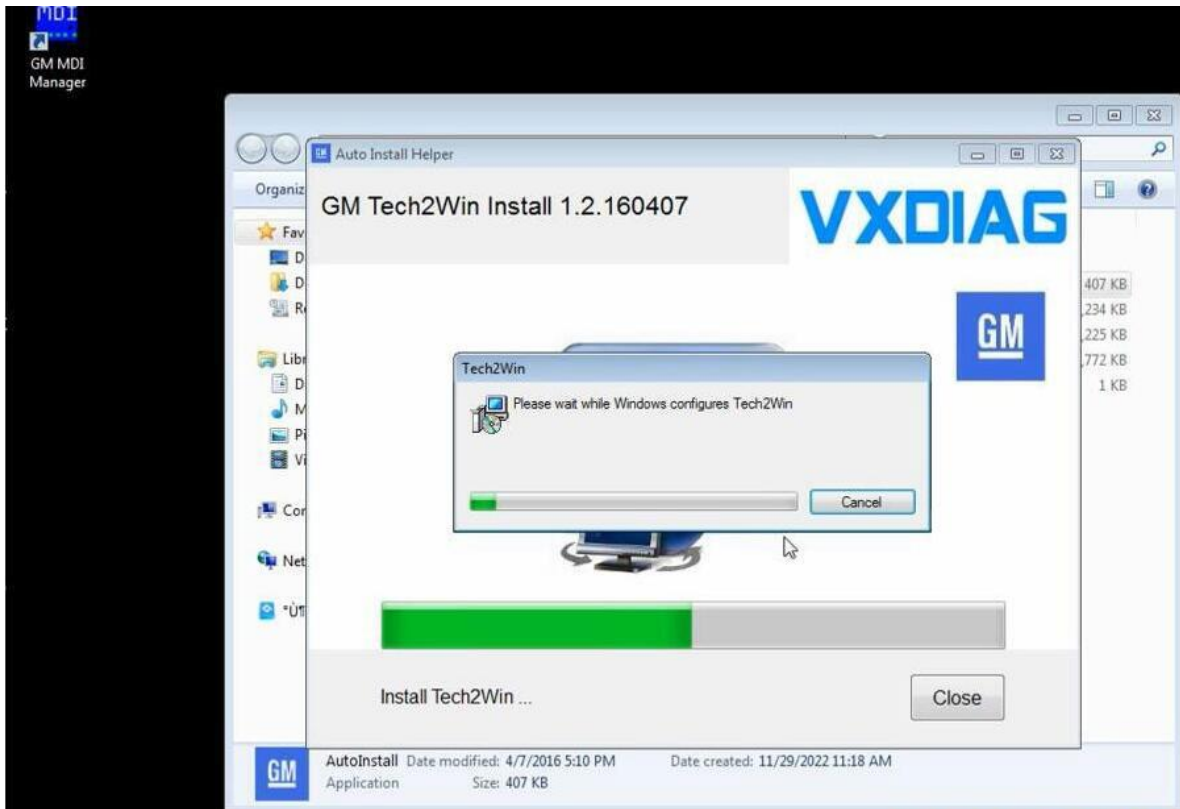 MDI
GM MDI
Manager
Auto Install Helper
Organiz
GM Tech2Win Install 1.2.160407
VXDIAG
Fav
D
D
Re
Libr
D
M
Pi
Vi
Cor
Net
407 KB
,234 KB
,225 KB
,772 KB
1 KB
GM
Tech2Win
Please wait while Windows configures Tech2Win
Cancel
Install Tech2Win ...
Close
GM
AutoInstall Date modified: 4/7/2016 5:10 PM Date created: 11/29/2022 11:18 AM
Application Size: 407 KB